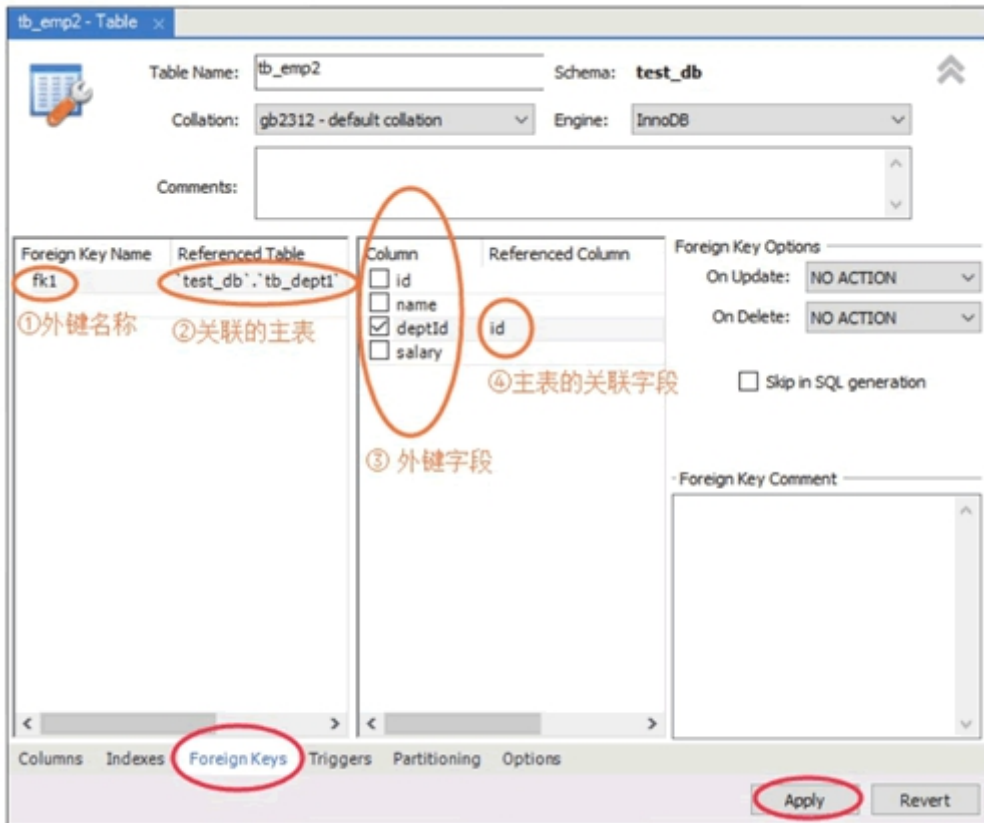 tb_emp2 - Table ×
Table Name: tb_emp2 Schema: test_db
Collation: gb2312 - default collation Engine: InnoDB
Comments:
Foreign Key Name Referenced Table
fk1 `test_db`.`tb_dept1`
①外键名称 ②关联的主表
Column Referenced Column
id
name
deptId id
salary
④主表的关联字段
③ 外键字段
Foreign Key Options
On Update: NO ACTION
On Delete: NO ACTION
Skip in SQL generation
Foreign Key Comment
Columns Indexes Foreign Keys Triggers Partitioning Options
Apply Revert